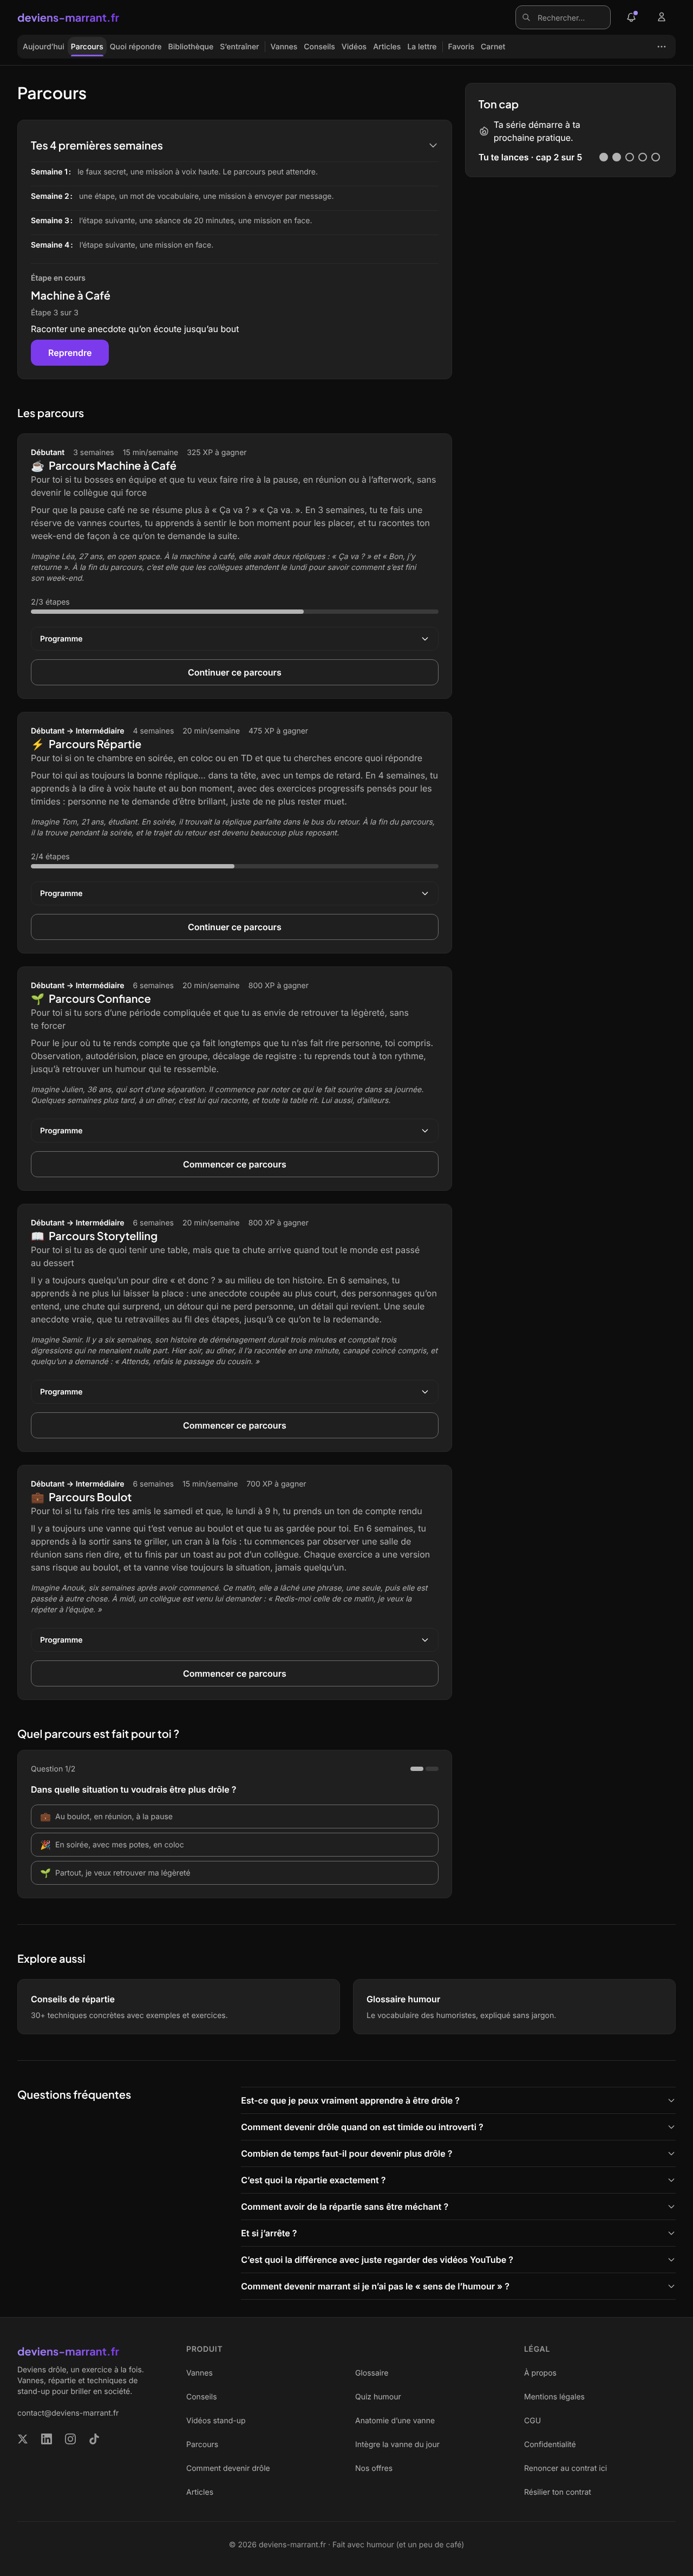 deviens-marrant.fr
Rechercher...
Aujourd'hui Parcours Quoi répondre Bibliothèque S'entraîner Vannes Conseils Vidéos Articles La lettre Favoris Carnet
Parcours
Tes 4 premières semaines
Semaine 1 : le faux secret, une mission à voix haute. Le parcours peut attendre.
Semaine 2 : une étape, un mot de vocabulaire, une mission à envoyer par message.
Semaine 3 : l'étape suivante, une séance de 20 minutes, une mission en face.
Semaine 4 : l'étape suivante, une mission en face.
Étape en cours
Machine à Café
Étape 3 sur 3
Raconter une anecdote qu'on écoute jusqu'au bout
Reprendre
Ton cap
Ta série démarre à ta
prochaine pratique.
Tu te lances · cap 2 sur 5
Les parcours
Débutant 3 semaines 15 min/semaine 325 XP à gagner
☕ Parcours Machine à Café
Pour toi si tu bosses en équipe et que tu veux faire rire à la pause, en réunion ou à l'afterwork, sans
devenir le collègue qui force
Pour que la pause café ne se résume plus à « Ça va ? » « Ça va. ». En 3 semaines, tu te fais une
réserve de vannes courtes, tu apprends à sentir le bon moment pour les placer, et tu racontes ton
week-end de façon à ce qu'on te demande la suite.
Imagine Léa, 27 ans, en open space. À la machine à café, elle avait deux répliques : « Ça va ? » et « Bon, j'y
retourne ». À la fin du parcours, c'est elle que les collègues attendent le lundi pour savoir comment s'est fini
son week-end.
2/3 étapes
Programme
Continuer ce parcours
Débutant → Intermédiaire 4 semaines 20 min/semaine 475 XP à gagner
⚡ Parcours Répartie
Pour toi si on te chambre en soirée, en coloc ou en TD et que tu cherches encore quoi répondre
Pour toi qui as toujours la bonne réplique... dans ta tête, avec un temps de retard. En 4 semaines, tu
apprends à la dire à voix haute et au bon moment, avec des exercices progressifs pensés pour les
timides : personne ne te demande d'être brillant, juste de ne plus rester muet.
Imagine Tom, 21 ans, étudiant. En soirée, il trouvait la réplique parfaite dans le bus du retour. À la fin du parcours,
il la trouve pendant la soirée, et le trajet du retour est devenu beaucoup plus reposant.
2/4 étapes
Programme
Continuer ce parcours
Débutant → Intermédiaire 6 semaines 20 min/semaine 800 XP à gagner
🌱 Parcours Confiance
Pour toi si tu sors d'une période compliquée et que tu as envie de retrouver ta légèreté, sans
te forcer
Pour le jour où tu te rends compte que ça fait longtemps que tu n'as fait rire personne, toi compris.
Observation, autodérision, place en groupe, décalage de registre : tu reprends tout à ton rythme,
jusqu'à retrouver un humour qui te ressemble.
Imagine Julien, 36 ans, qui sort d'une séparation. Il commence par noter ce qui le fait sourire dans sa journée.
Quelques semaines plus tard, à un dîner, c'est lui qui raconte, et toute la table rit. Lui aussi, d'ailleurs.
Programme
Commencer ce parcours
Débutant → Intermédiaire 6 semaines 20 min/semaine 800 XP à gagner
📖 Parcours Storytelling
Pour toi si tu as de quoi tenir une table, mais que ta chute arrive quand tout le monde est passé
au dessert
Il y a toujours quelqu'un pour dire « et donc ? » au milieu de ton histoire. En 6 semaines, tu
apprends à ne plus lui laisser la place : une anecdote coupée au plus court, des personnages qu'on
entend, une chute qui surprend, un détour qui ne perd personne, un détail qui revient. Une seule
anecdote vraie, que tu retravailles au fil des étapes, jusqu'à ce qu'on te la redemande.
Imagine Samir. Il y a six semaines, son histoire de déménagement durait trois minutes et comptait trois
digressions qui ne menaient nulle part. Hier soir, au dîner, il l'a racontée en une minute, canapé coincé compris, et
quelqu'un a demandé : « Attends, refais le passage du cousin. »
Programme
Commencer ce parcours
Débutant → Intermédiaire 6 semaines 15 min/semaine 700 XP à gagner
💼 Parcours Boulot
Pour toi si tu fais rire tes amis le samedi et que, le lundi à 9 h, tu prends un ton de compte rendu
Il y a toujours une vanne qui t'est venue au boulot et que tu as gardée pour toi. En 6 semaines, tu
apprends à la sortir sans te griller, un cran à la fois : tu commences par observer une salle de
réunion sans rien dire, et tu finis par un toast au pot d'un collègue. Chaque exercice a une version
sans risque au boulot, et ta vanne vise toujours la situation, jamais quelqu'un.
Imagine Anouk, six semaines après avoir commencé. Ce matin, elle a lâché une phrase, une seule, puis elle est
passée à autre chose. À midi, un collègue est venu lui demander : « Redis-moi celle de ce matin, je veux la
répéter à l'équipe. »
Programme
Commencer ce parcours
Quel parcours est fait pour toi ?
Question 1/2
Dans quelle situation tu voudrais être plus drôle ?
💼 Au boulot, en réunion, à la pause
🎉 En soirée, avec mes potes, en coloc
🌱 Partout, je veux retrouver ma légèreté
Explore aussi
Conseils de répartie
30+ techniques concrètes avec exemples et exercices.
Glossaire humour
Le vocabulaire des humoristes, expliqué sans jargon.
Questions fréquentes
Est-ce que je peux vraiment apprendre à être drôle ?
Comment devenir drôle quand on est timide ou introverti ?
Combien de temps faut-il pour devenir plus drôle ?
C'est quoi la répartie exactement ?
Comment avoir de la répartie sans être méchant ?
Et si j'arrête ?
C'est quoi la différence avec juste regarder des vidéos YouTube ?
Comment devenir marrant si je n'ai pas le « sens de l'humour » ?
deviens-marrant.fr
Deviens drôle, un exercice à la fois.
Vannes, répartie et techniques de
stand-up pour briller en société.
contact@deviens-marrant.fr
PRODUIT
Vannes
Conseils
Vidéos stand-up
Parcours
Comment devenir drôle
Articles
Glossaire
Quiz humour
Anatomie d'une vanne
Intègre la vanne du jour
Nos offres
LÉGAL
À propos
Mentions légales
CGU
Confidentialité
Renoncer au contrat ici
Résilier ton contrat
© 2026 deviens-marrant.fr · Fait avec humour (et un peu de café)